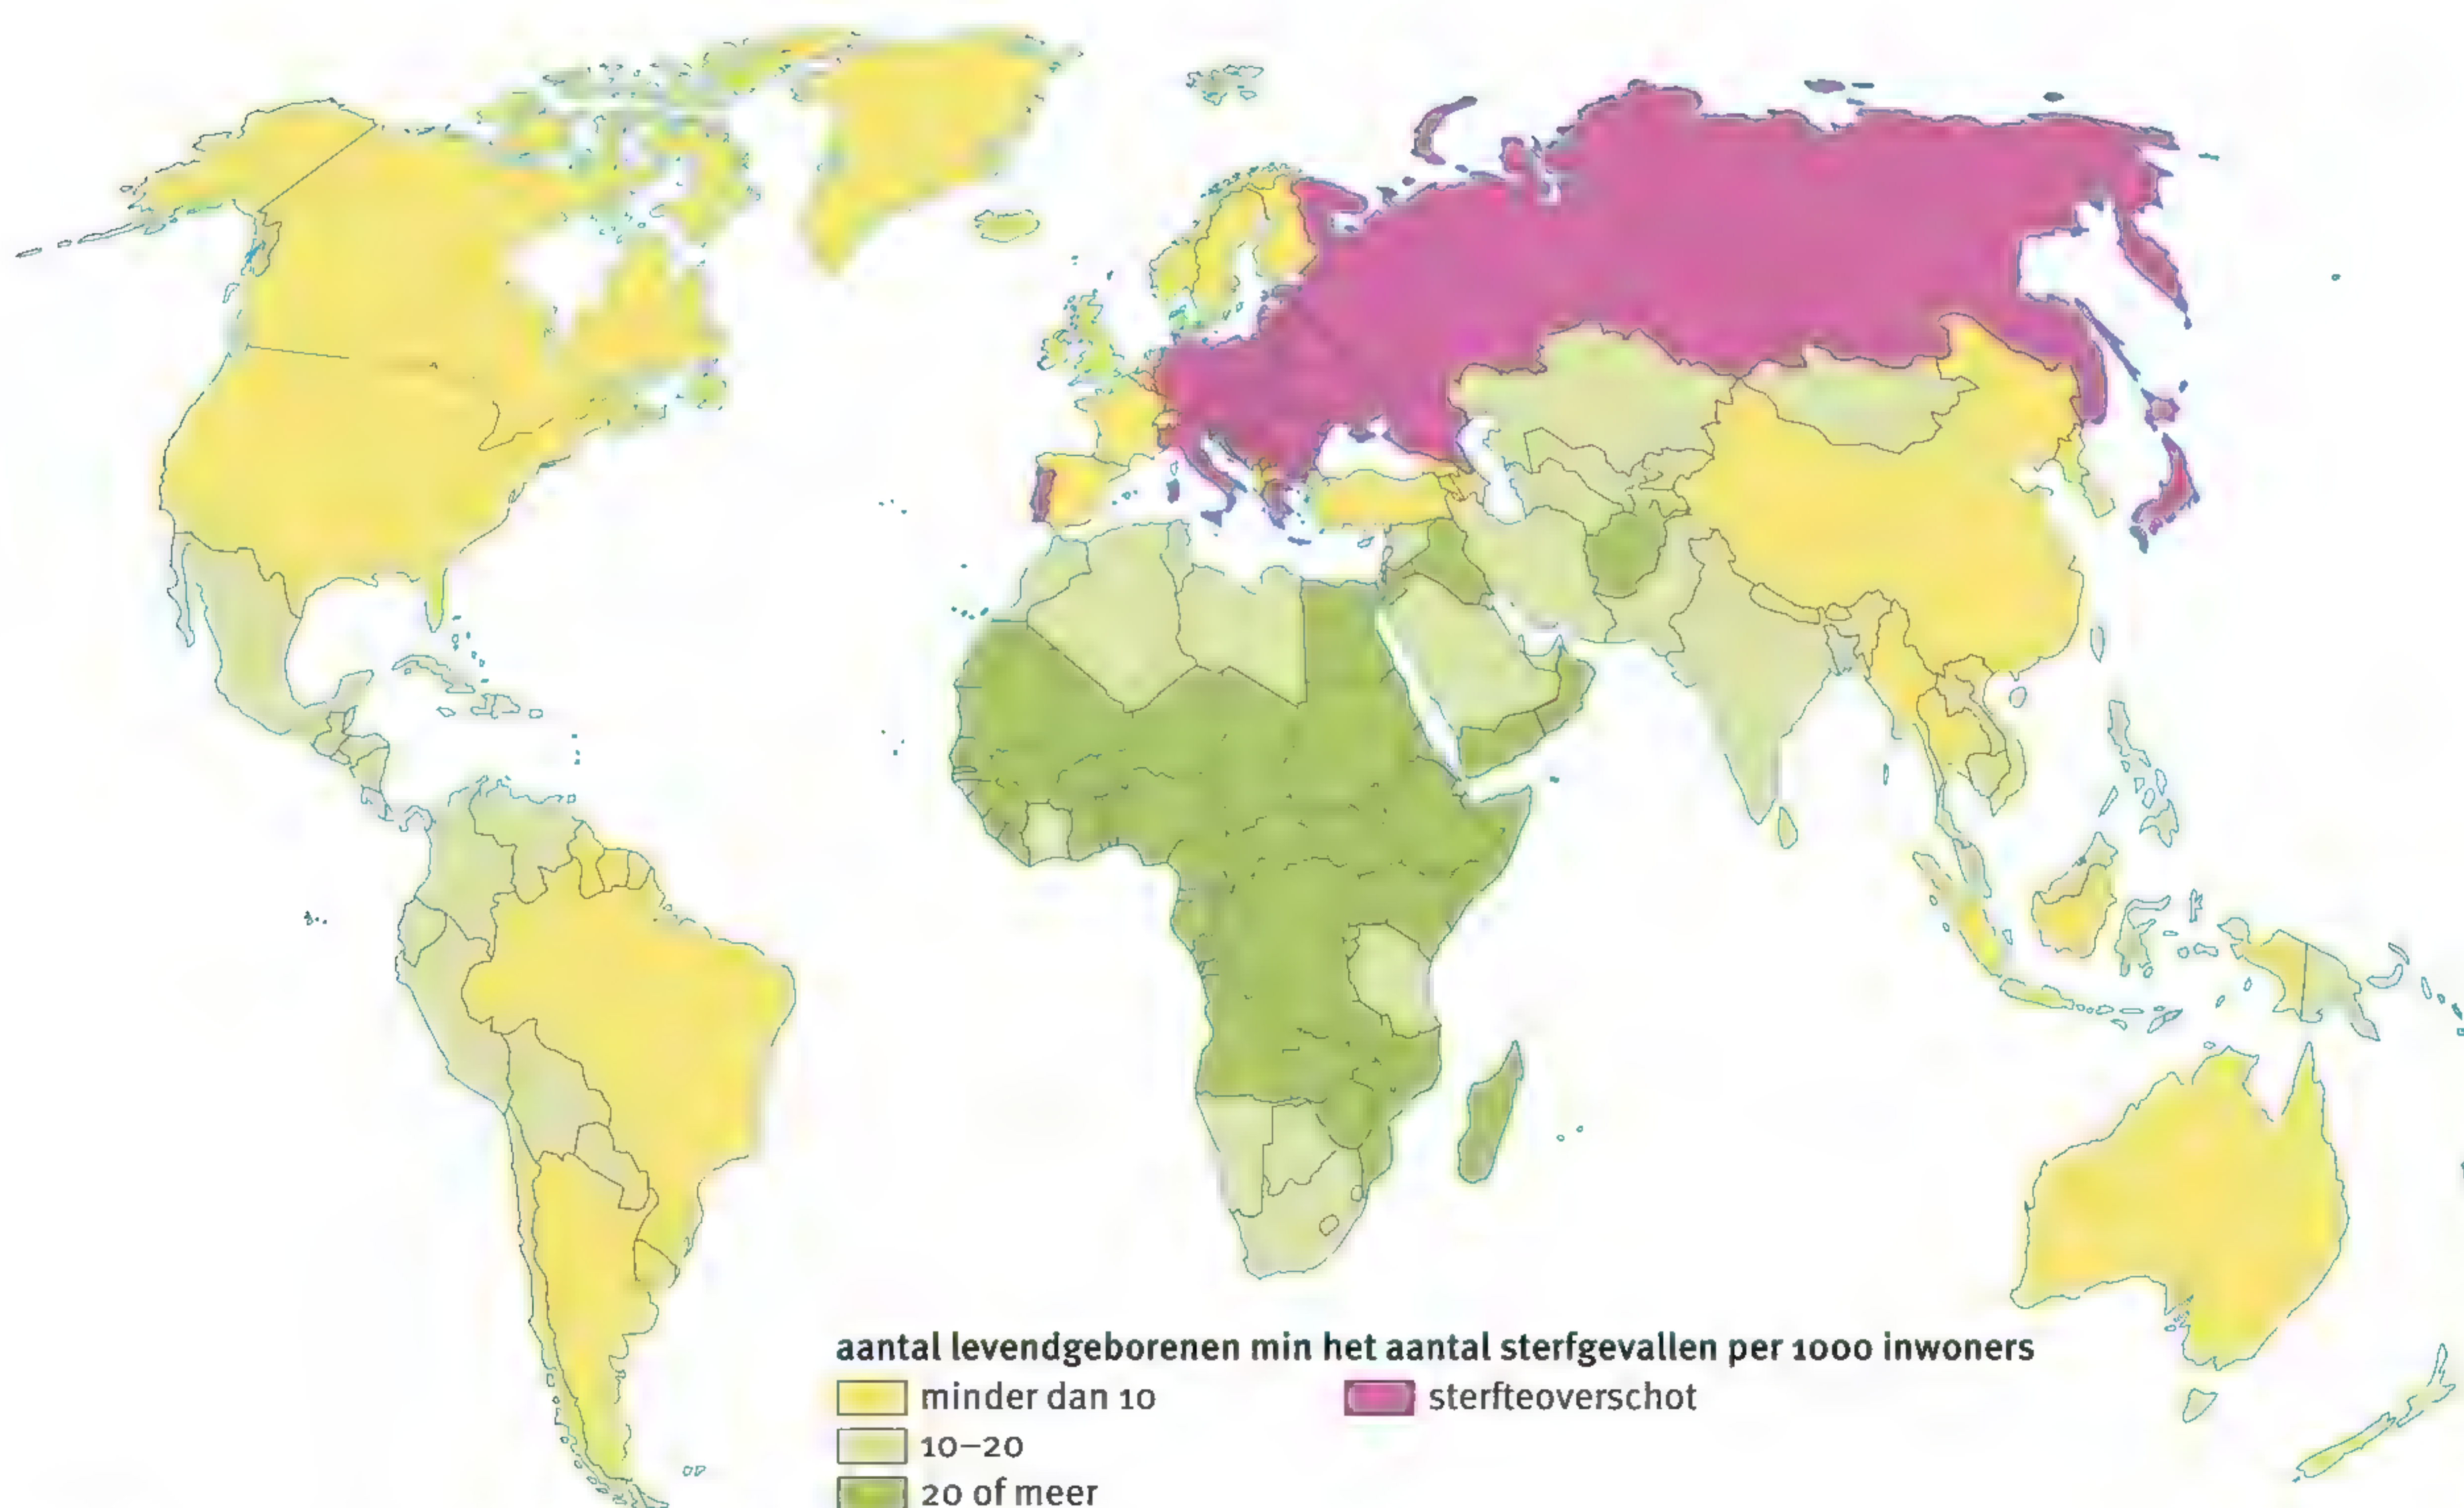 aantal levendgeborenen min het aantal sterfgevallen per 1000 inwoners
minder dan 10
sterfteoverschot
10–20
20 of meer